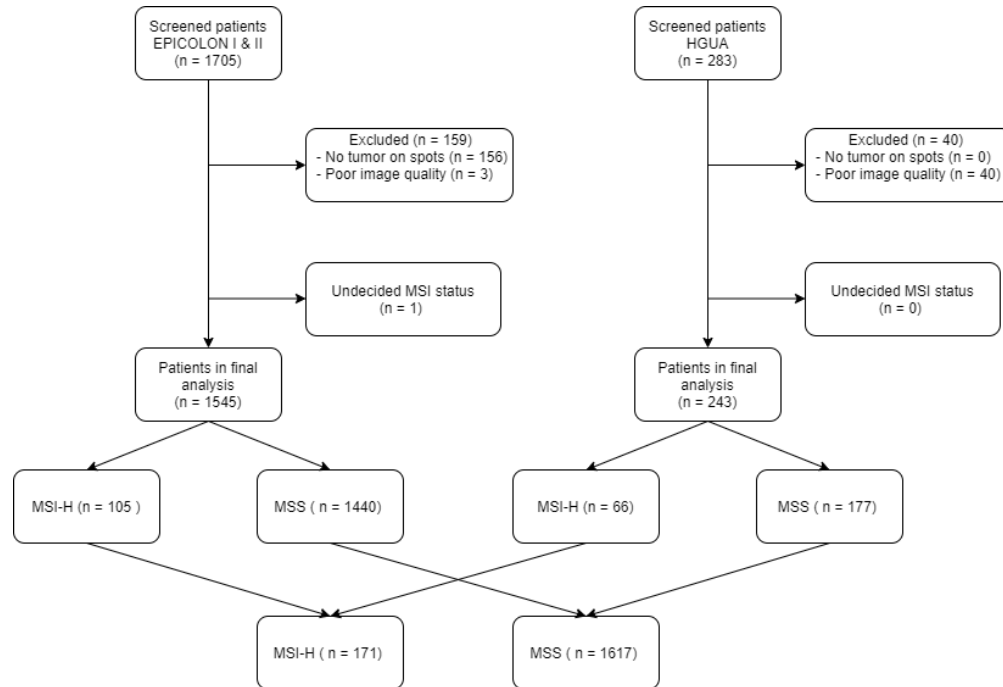 Screened patients
EPICOLON I & II
(n = 1705)
Screened patients
HGUA
(n = 283)
Excluded (n = 159)
- No tumor on spots (n = 156)
- Poor image quality (n = 3)
Excluded (n = 40)
- No tumor on spots (n = 0)
- Poor image quality (n = 40)
Undecided MSI status
(n = 1)
Undecided MSI status
(n = 0)
Patients in final
analysis
(n = 1545)
Patients in final
analysis
(n = 243)
MSI-H (n = 105 )
MSS ( n = 1440)
MSI-H (n = 66)
MSS ( n = 177)
MSI-H ( n = 171)
MSS ( n = 1617)